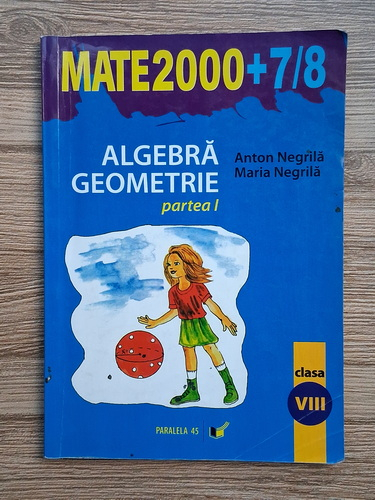 MATE2000+7/8
ALGEBRĂ
GEOMETRIE
partea I
Anton Negrilă
Maria Negrilă
clasa
VIII
PARALELA 45